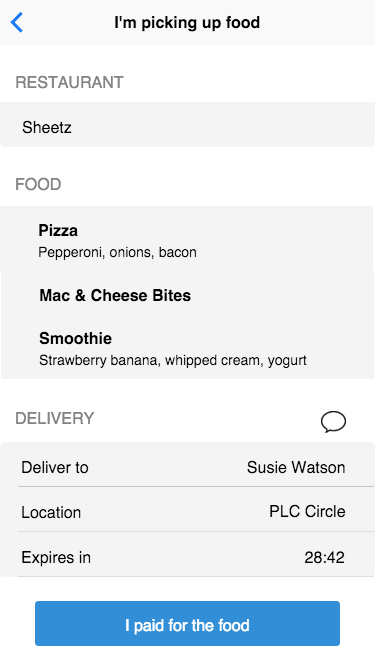 I'm picking up food
RESTAURANT
Sheetz
FOOD
Pizza
Pepperoni, onions, bacon
Mac & Cheese Bites
Smoothie
Strawberry banana, whipped cream, yogurt
DELIVERY
Deliver to Susie Watson
Location PLC Circle
Expires in 28:42
I paid for the food